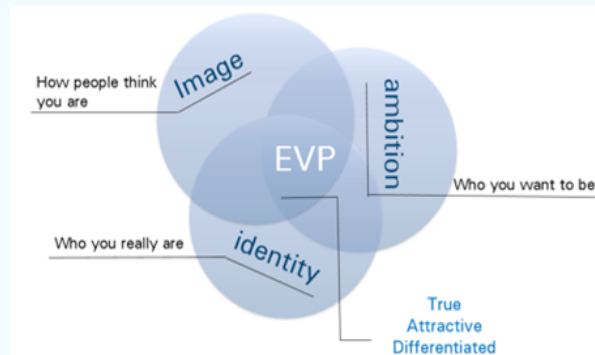 How people think
you are
Image
ambition
EVP
Who you want to be
Who you really are
identity
True
Attractive
Differentiated